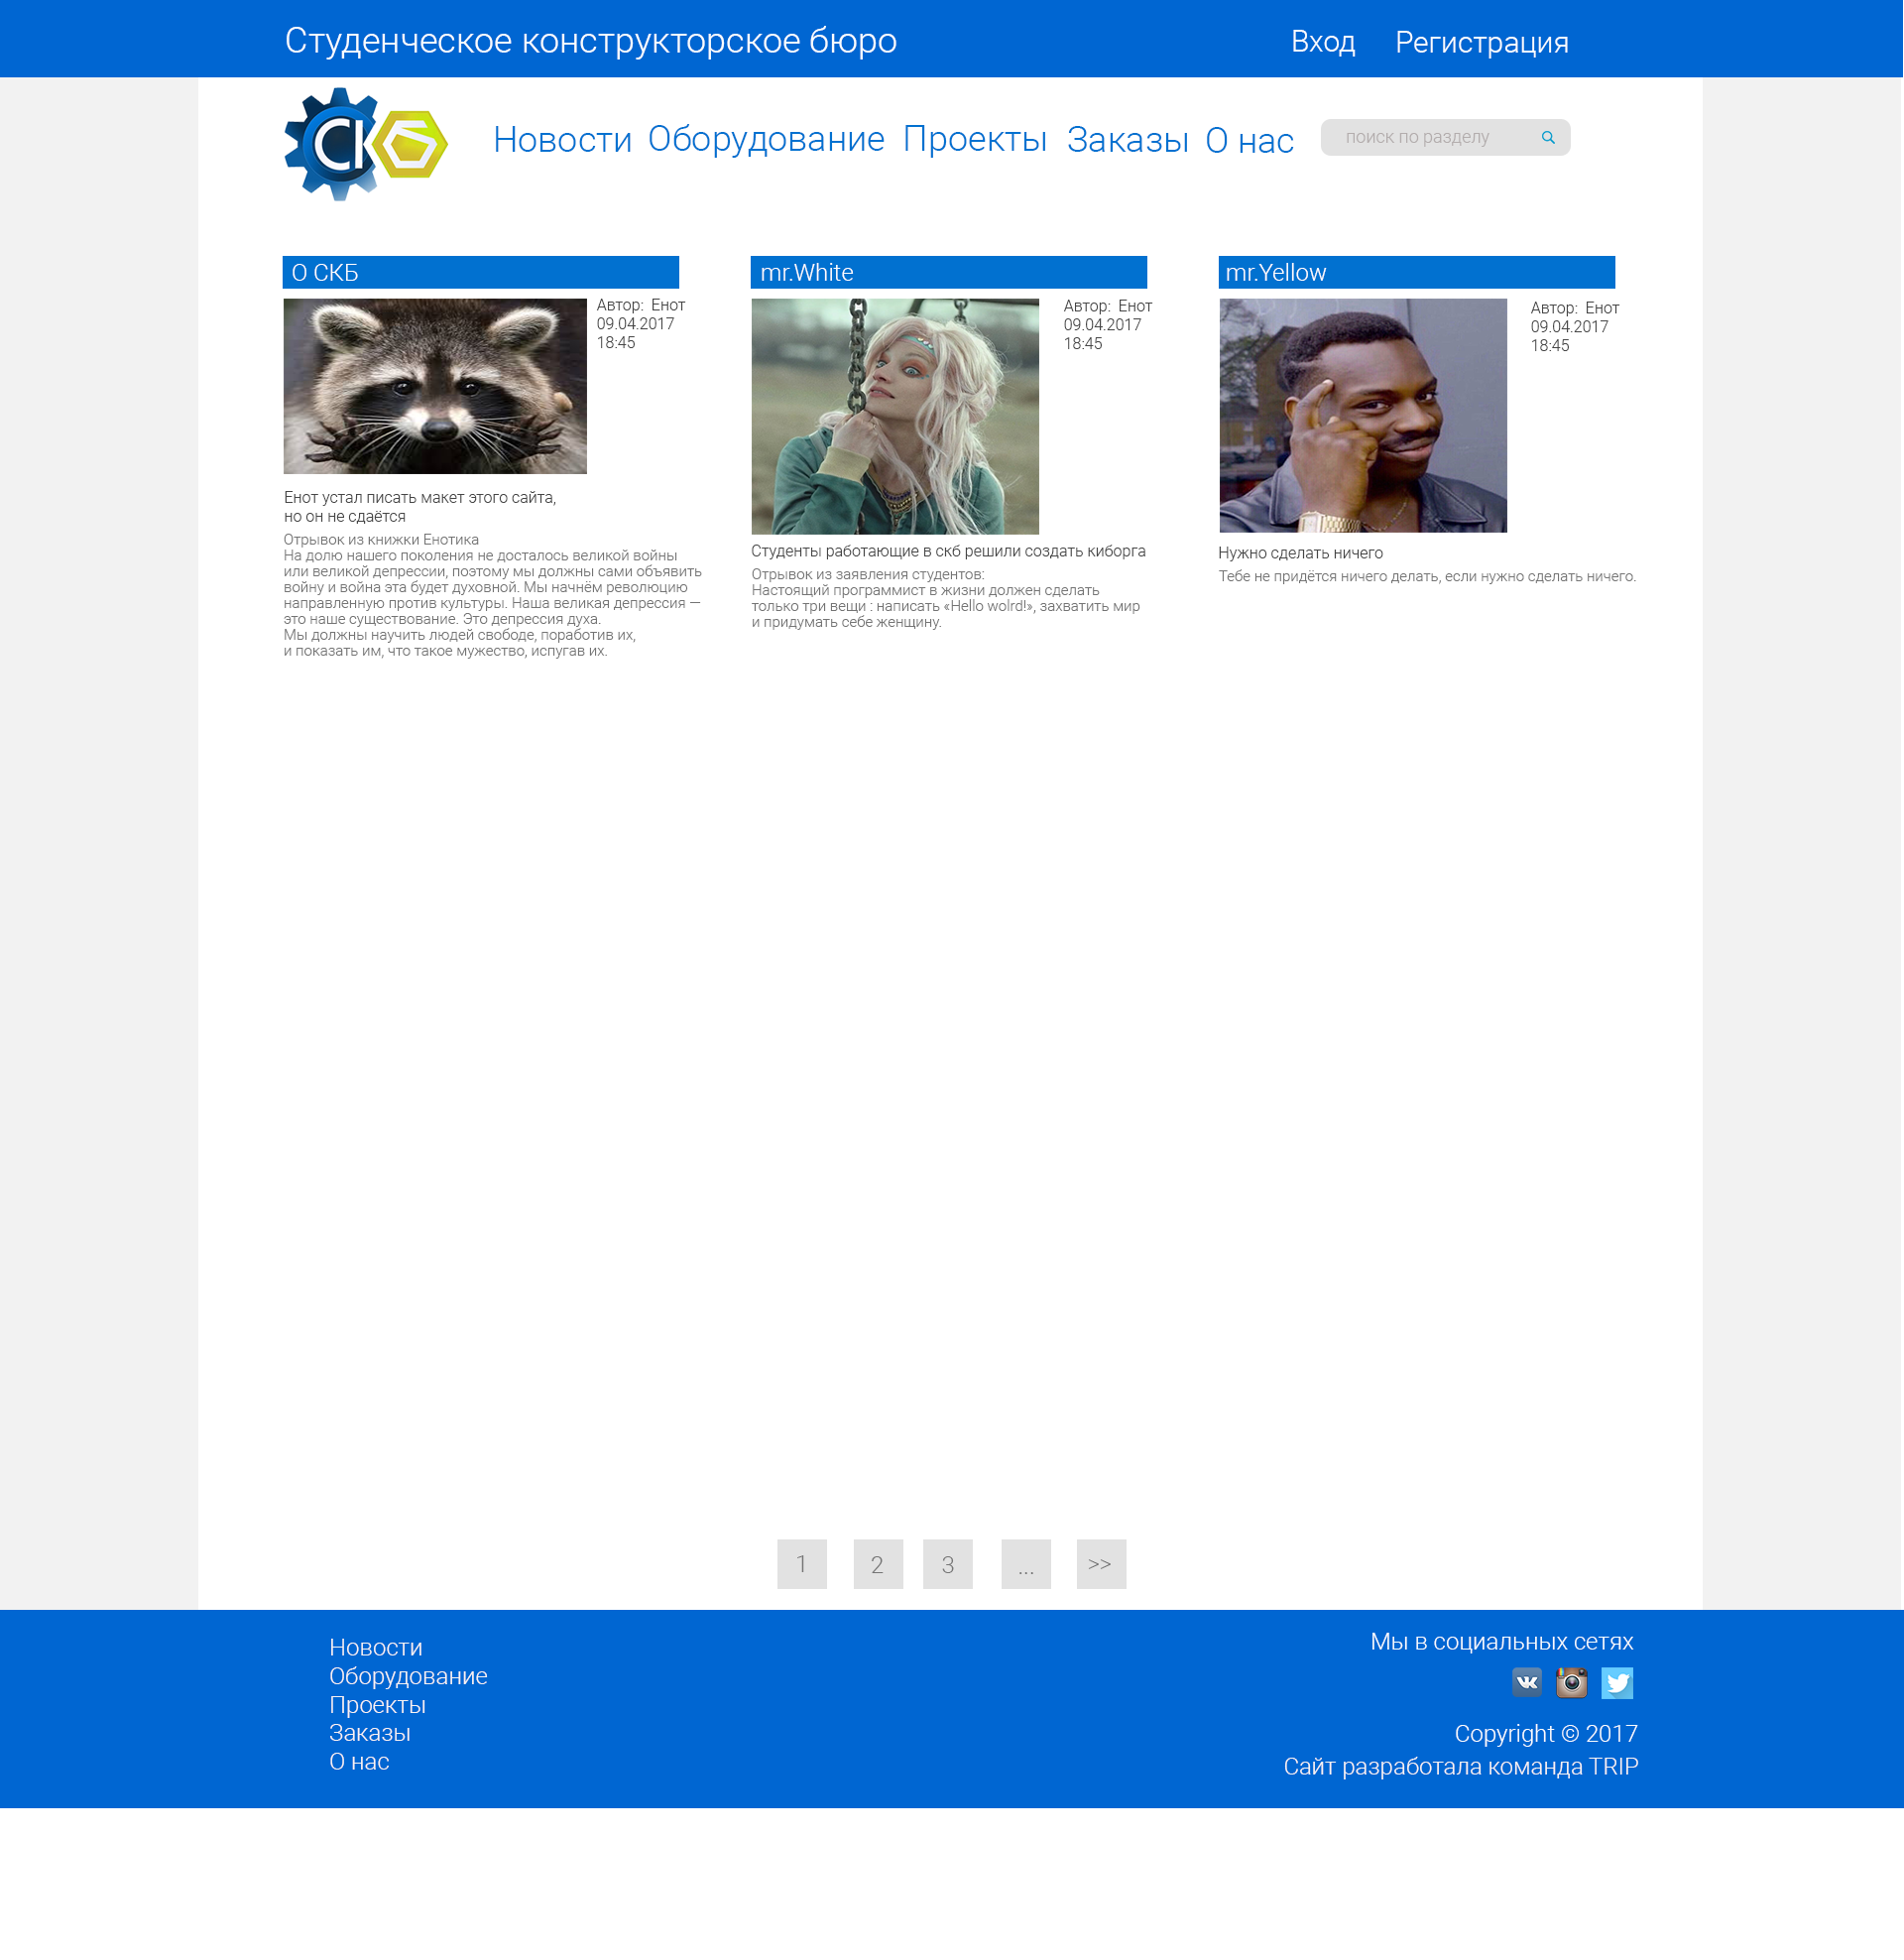 Студенческое конструкторское бюро
Вход Регистрация
СКБ
Новости Оборудование Проекты Заказы О нас
поиск по разделу
О СКБ
Автор: Енот
09.04.2017
18:45
Енот устал писать макет этого сайта,
но он не сдаётся
Отрывок из книжки Енотика
На долю нашего поколения не досталось великой войны
или великой депрессии, поэтому мы должны сами объявить
войну и война эта будет духовной. Мы начнём революцию
направленную против культуры. Наша великая депрессия —
это наше существование. Это депрессия духа.
Мы должны научить людей свободе, поработив их,
и показать им, что такое мужество, испугав их.
mr.White
Автор: Енот
09.04.2017
18:45
Студенты работающие в скб решили создать киборга
Отрывок из заявления студентов:
Настоящий программист в жизни должен сделать
только три вещи : написать «Hello wolrd!», захватить мир
и придумать себе женщину.
mr.Yellow
Автор: Енот
09.04.2017
18:45
Нужно сделать ничего
Тебе не придётся ничего делать, если нужно сделать ничего.
1 2 3 ... >>
Новости
Оборудование
Проекты
Заказы
О нас
Мы в социальных сетях
Copyright © 2017
Сайт разработала команда TRIP